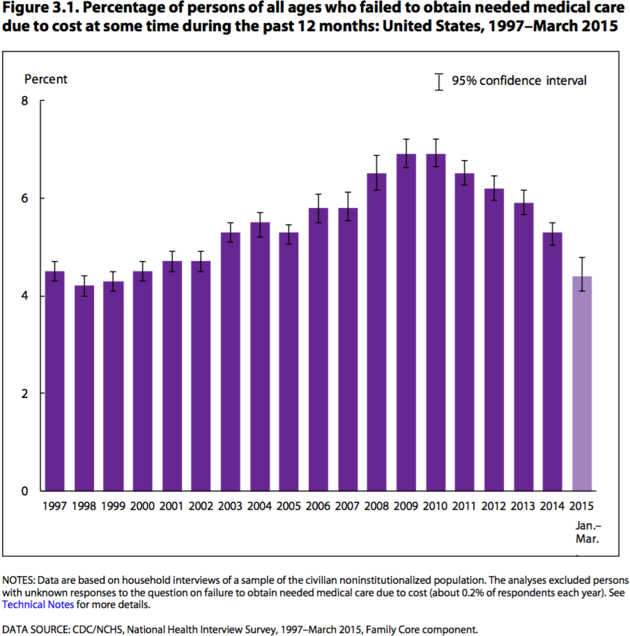 Figure 3.1. Percentage of persons of all ages who failed to obtain needed medical care
due to cost at some time during the past 12 months: United States, 1997–March 2015
Percent
95% confidence interval
8
6
4
2
0
1997 1998 1999 2000 2001 2002 2003 2004 2005 2006 2007 2008 2009 2010 2011 2012 2013 2014 2015
Jan.–
Mar.
NOTES: Data are based on household interviews of a sample of the civilian noninstitutionalized population. The analyses excluded persons
with unknown responses to the question on failure to obtain needed medical care due to cost (about 0.2% of respondents each year). See
Technical Notes for more details.
DATA SOURCE: CDC/NCHS, National Health Interview Survey, 1997–March 2015, Family Core component.